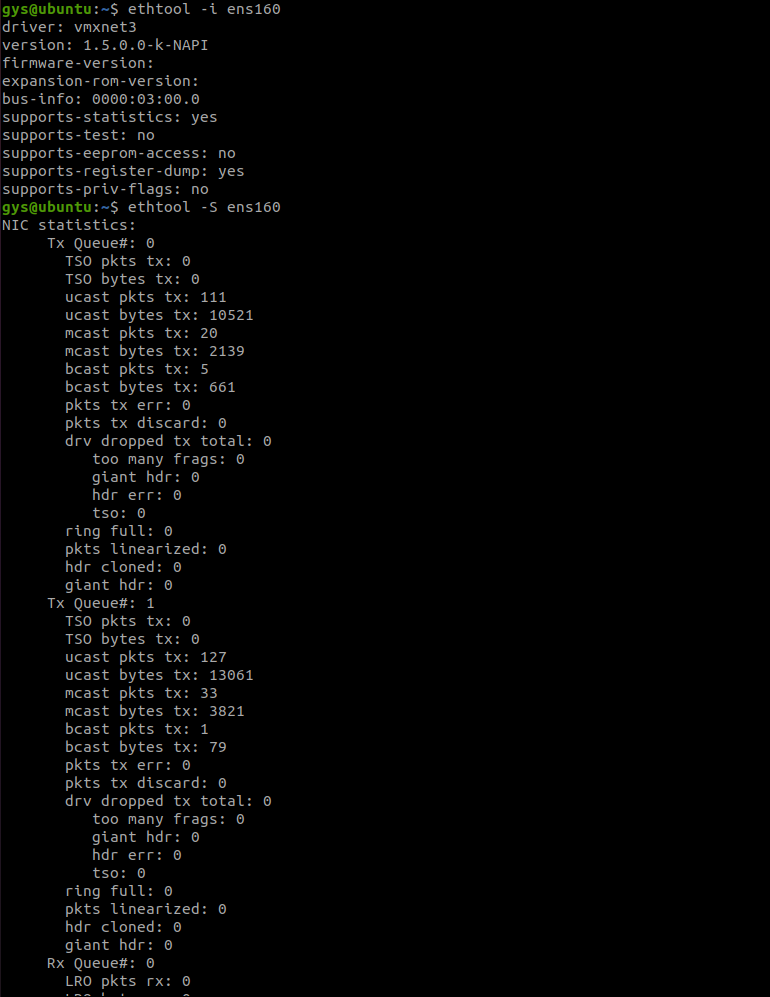 gys@ubuntu:~$ ethtool -i ens160
driver: vmxnet3
version: 1.5.0.0-k-NAPI
firmware-version:
expansion-rom-version:
bus-info: 0000:03:00.0
supports-statistics: yes
supports-test: no
supports-eeprom-access: no
supports-register-dump: yes
supports-priv-flags: no
gys@ubuntu:~$ ethtool -S ens160
NIC statistics:
     Tx Queue#: 0
       TSO pkts tx: 0
       TSO bytes tx: 0
       ucast pkts tx: 111
       ucast bytes tx: 10521
       mcast pkts tx: 20
       mcast bytes tx: 2139
       bcast pkts tx: 5
       bcast bytes tx: 661
       pkts tx err: 0
       pkts tx discard: 0
       drv dropped tx total: 0
          too many frags: 0
          giant hdr: 0
          hdr err: 0
          tso: 0
       ring full: 0
       pkts linearized: 0
       hdr cloned: 0
       giant hdr: 0
     Tx Queue#: 1
       TSO pkts tx: 0
       TSO bytes tx: 0
       ucast pkts tx: 127
       ucast bytes tx: 13061
       mcast pkts tx: 33
       mcast bytes tx: 3821
       bcast pkts tx: 1
       bcast bytes tx: 79
       pkts tx err: 0
       pkts tx discard: 0
       drv dropped tx total: 0
          too many frags: 0
          giant hdr: 0
          hdr err: 0
          tso: 0
       ring full: 0
       pkts linearized: 0
       hdr cloned: 0
       giant hdr: 0
     Rx Queue#: 0
       LRO pkts rx: 0